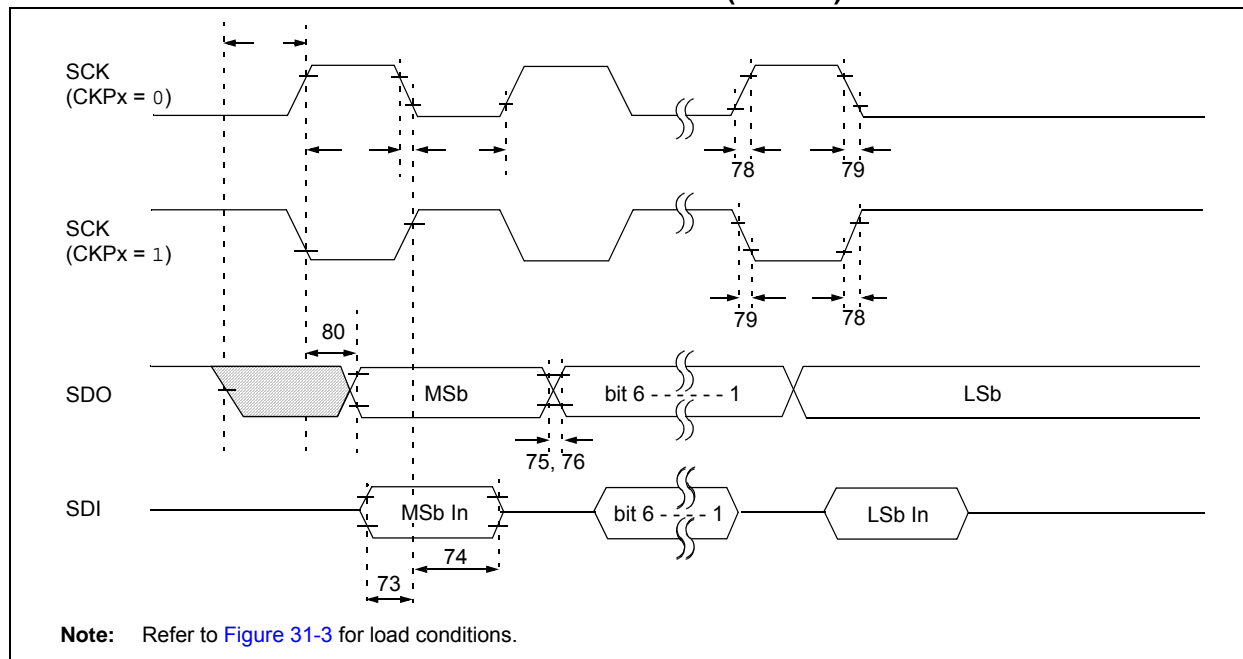 SCK
(CKPx = 0)
78
79
SCK
(CKPx = 1)
79
78
80
SDO
MSb
bit 6 - - - - - - 1
LSb
75, 76
SDI
MSb In
bit 6 - - - - - 1
LSb In
74
73
Note: Refer to Figure 31-3 for load conditions.